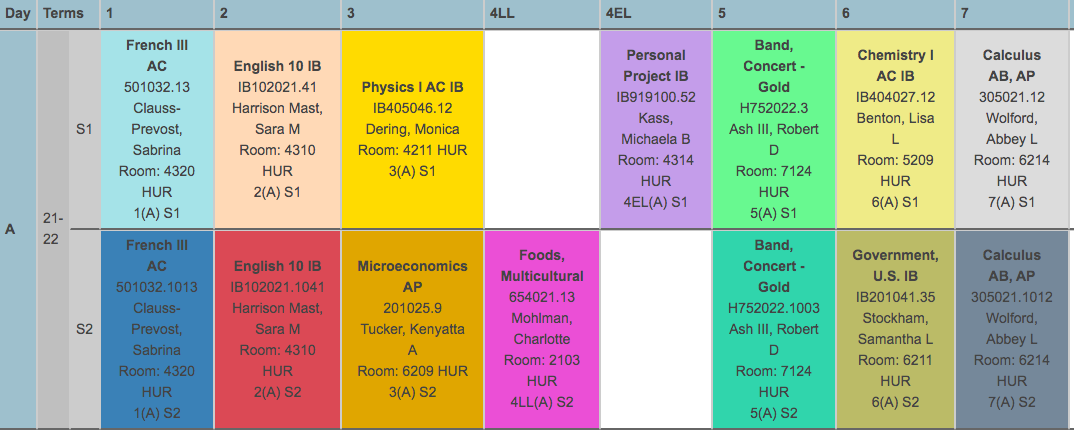 Day Terms 1 2 3 4LL 4EL 5 6 7
A
21-
22
S1
French III
AC
501032.13
Clauss-
Prevost,
Sabrina
Room: 4320
HUR
1(A) S1
English 10 IB
IB102021.41
Harrison Mast,
Sara M
Room: 4310
HUR
2(A) S1
Physics I AC IB
IB405046.12
Dering, Monica
Room: 4211 HUR
3(A) S1
Personal
Project IB
IB919100.52
Kass,
Michaela B
Room: 4314
HUR
4EL(A) S1
Band,
Concert -
Gold
H752022.3
Ash III, Robert
D
Room: 7124
HUR
5(A) S1
Chemistry I
AC IB
IB404027.12
Benton, Lisa
L
Room: 5209
HUR
6(A) S1
Calculus
AB, AP
305021.12
Wolford,
Abbey L
Room: 6214
HUR
7(A) S1
S2
French III
AC
501032.1013
Clauss-
Prevost,
Sabrina
Room: 4320
HUR
1(A) S2
English 10 IB
IB102021.1041
Harrison Mast,
Sara M
Room: 4310
HUR
2(A) S2
Microeconomics
AP
201025.9
Tucker, Kenyatta
A
Room: 6209 HUR
3(A) S2
Foods,
Multicultural
654021.13
Mohlman,
Charlotte
Room: 2103
HUR
4LL(A) S2
Band,
Concert -
Gold
H752022.1003
Ash III, Robert
D
Room: 7124
HUR
5(A) S2
Government,
U.S. IB
IB201041.35
Stockham,
Samantha L
Room: 6211
HUR
6(A) S2
Calculus
AB, AP
305021.1012
Wolford,
Abbey L
Room: 6214
HUR
7(A) S2